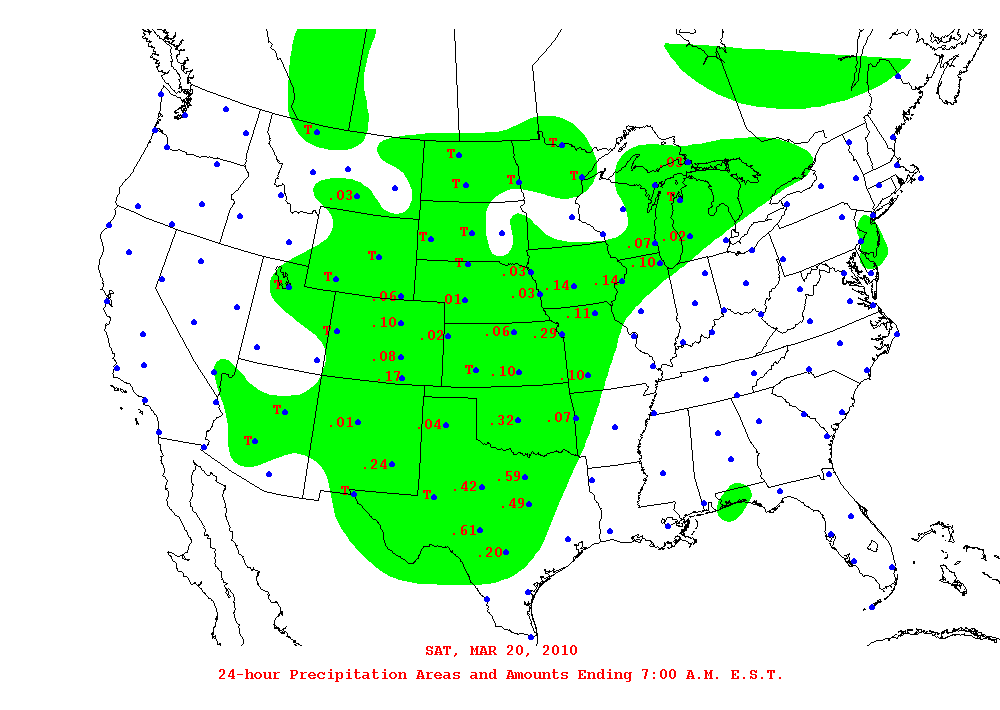 T
.01
T
T
T
T
T
.03
T
T
T
.07
.02
T
.10
.03
T
T
.14
.14
.03
.06
.01
.11
.10
T
.02
.06
.29
.08
.17
T
.10
.10
T
.01
.04
.32
.07
T
.24
.59
.42
T
T
.49
.61
.20
SAT, MAR 20, 2010
24-hour Precipitation Areas and Amounts Ending 7:00 A.M. E.S.T.